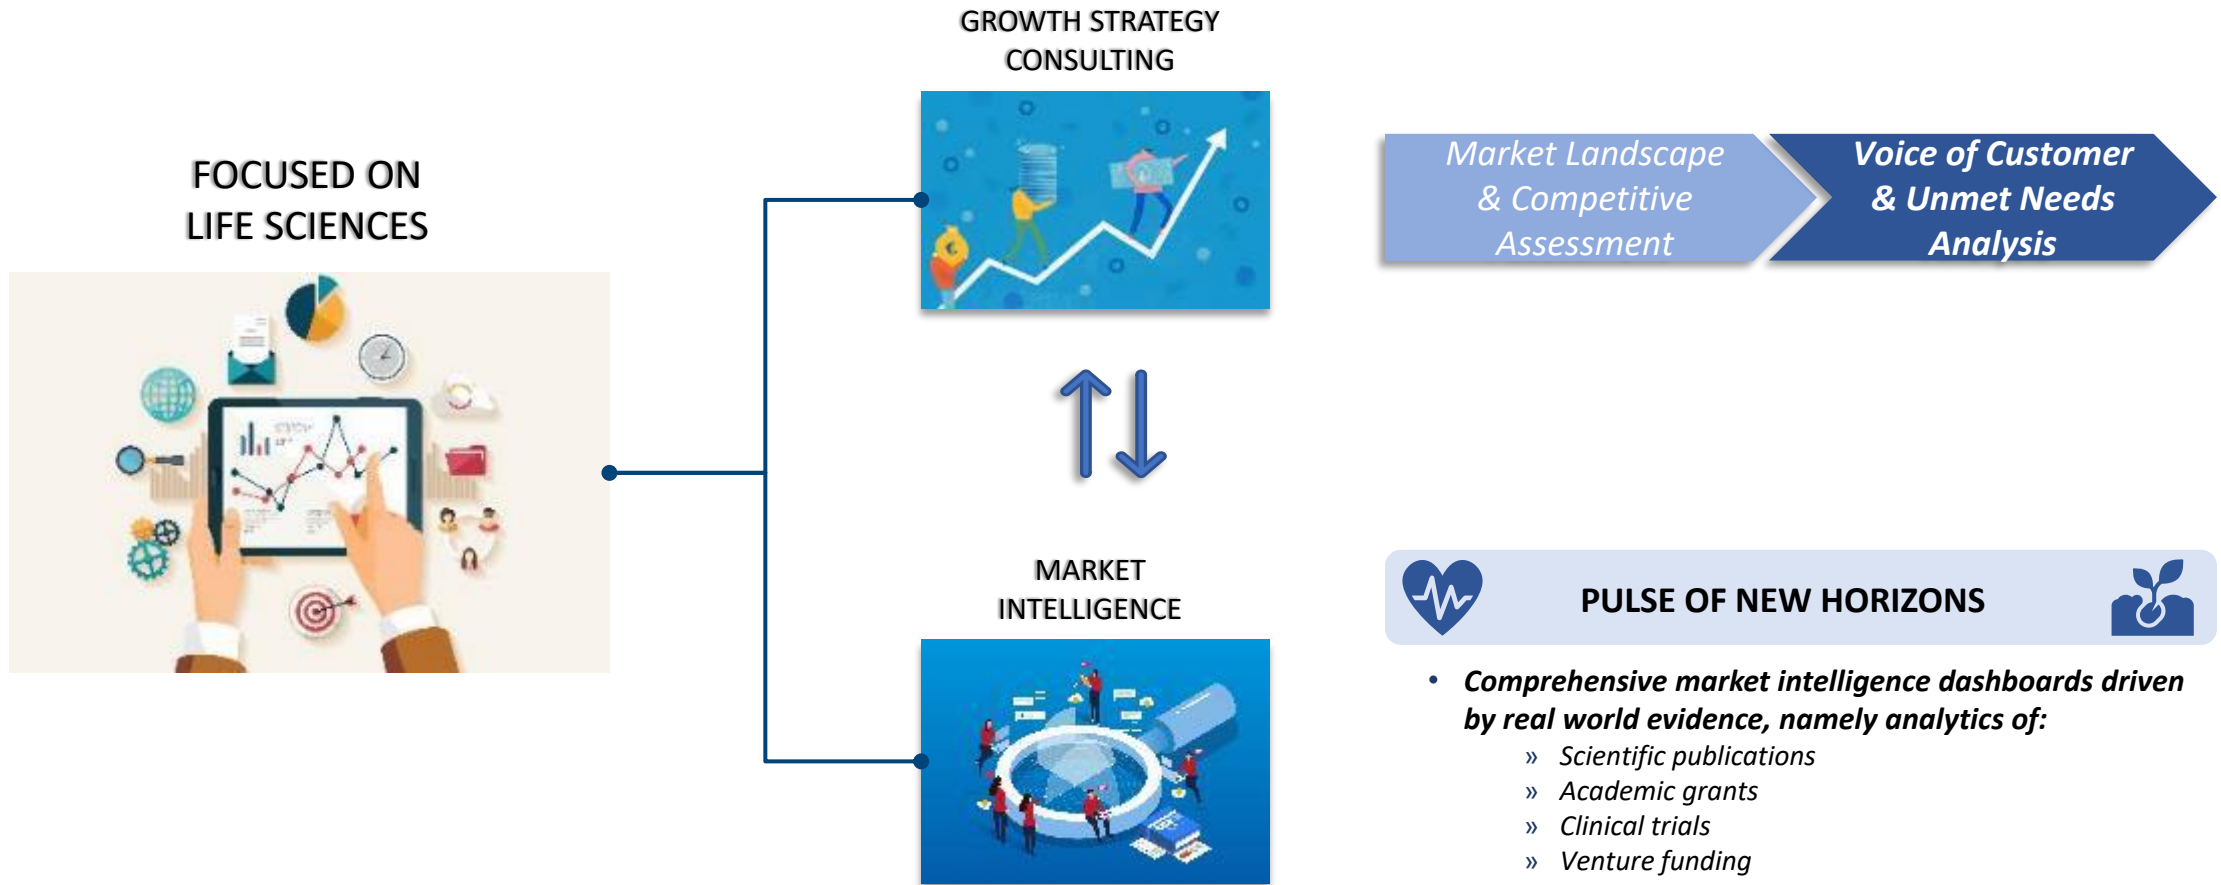 FOCUSED ON
LIFE SCIENCES
GROWTH STRATEGY
CONSULTING
Market Landscape
& Competitive
Assessment
Voice of Customer
& Unmet Needs
Analysis
MARKET
INTELLIGENCE
PULSE OF NEW HORIZONS
• Comprehensive market intelligence dashboards driven
by real world evidence, namely analytics of:
» Scientific publications
» Academic grants
» Clinical trials
» Venture funding